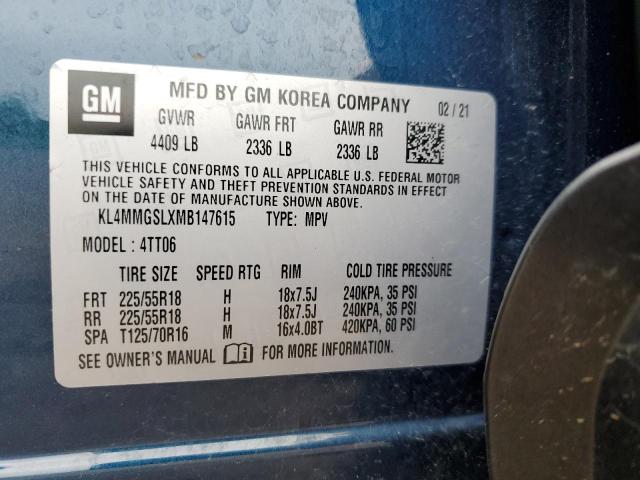 GM MFD BY GM KOREA COMPANY 02/21
GVWR GAWR FRT GAWR RR
4409 LB 2336 LB 2336 LB
THIS VEHICLE CONFORMS TO ALL APPLICABLE U.S. FEDERAL MOTOR
VEHICLE SAFETY AND THEFT PREVENTION STANDARDS IN EFFECT
ON THE DATE OF MANUFACTURE SHOWN ABOVE.
KL4MMGSLXMB147615 TYPE: MPV
MODEL: 4TT06
TIRE SIZE SPEED RTG RIM COLD TIRE PRESSURE
FRT 225/55R18 H 18x7.5J 240KPA, 35 PSI
RR 225/55R18 H 18x7.5J 240KPA, 35 PSI
SPA T125/70R16 M 16x4.0BT 420KPA, 60 PSI
SEE OWNER'S MANUAL FOR MORE INFORMATION.